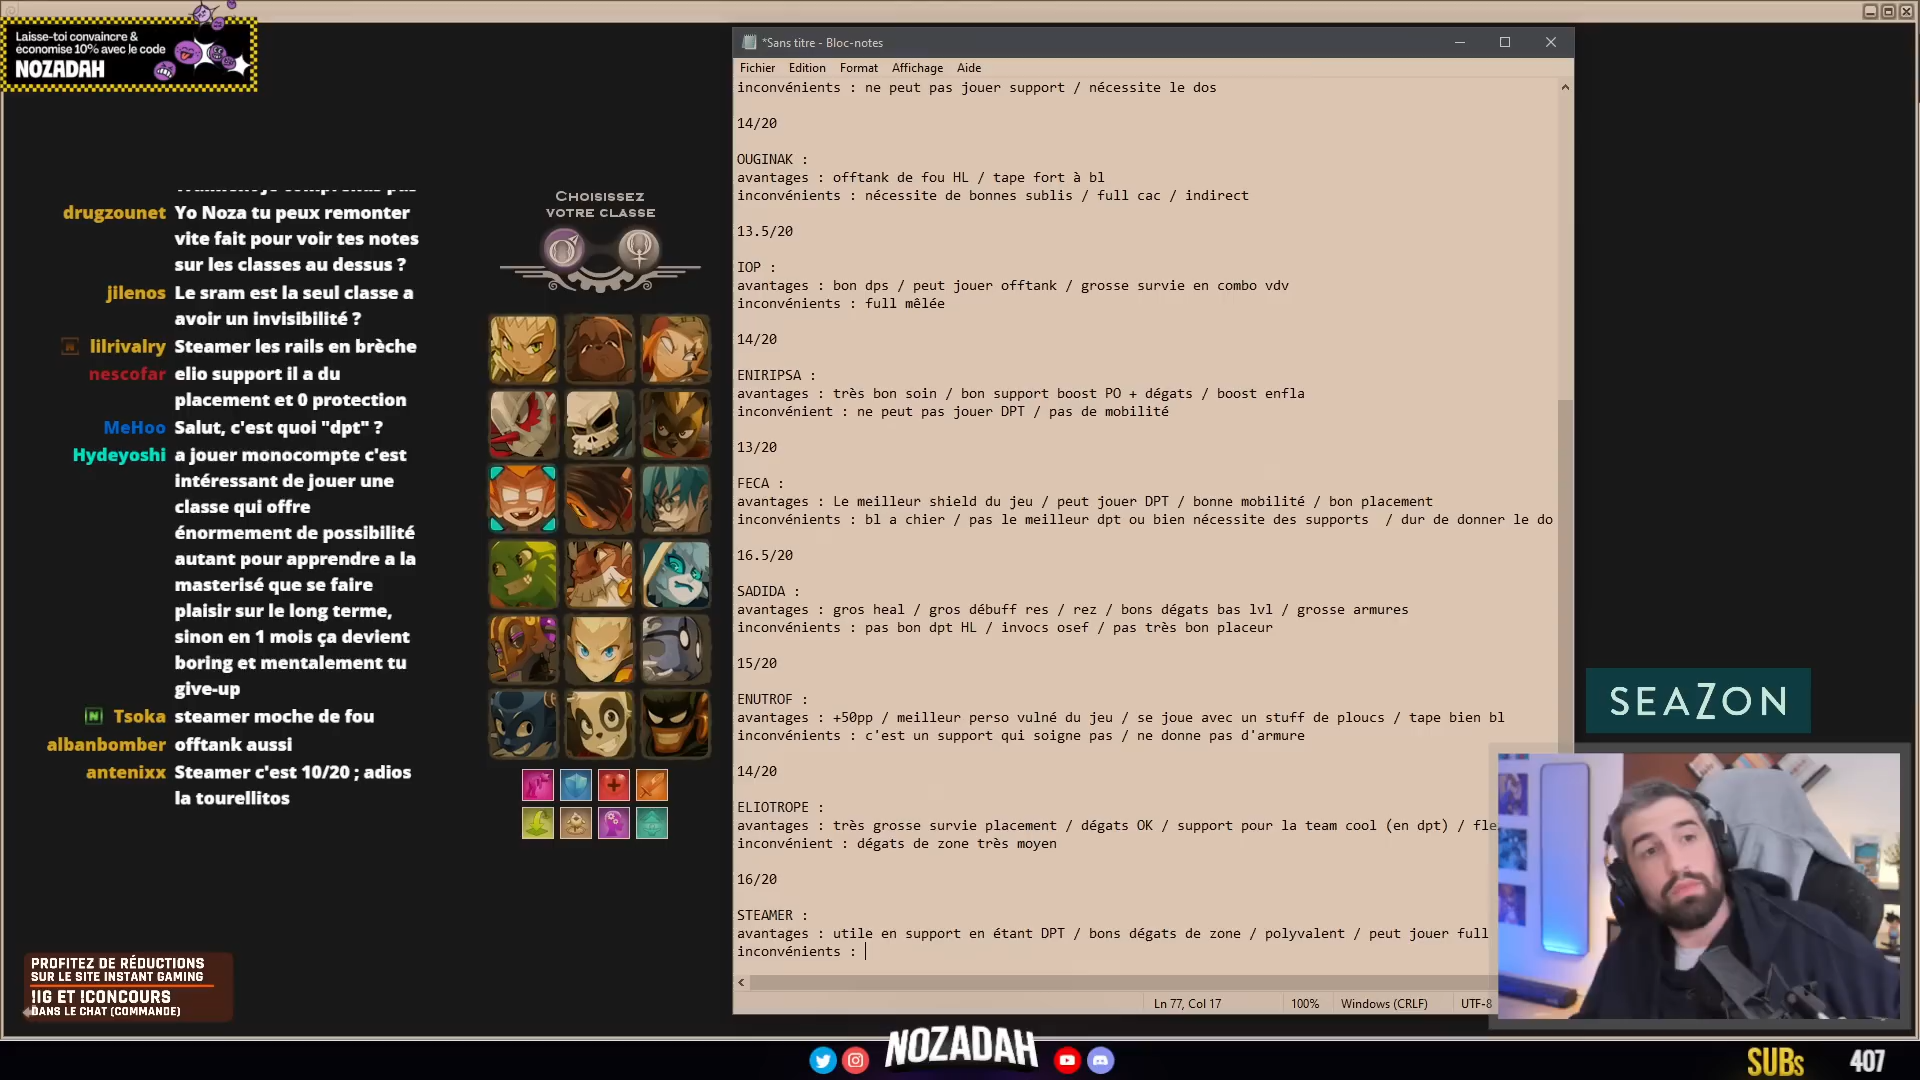 Laisse-toi convaincre &
économise 10% avec le code
NOZADAH
drugzounet Yo Noza tu peux remonter
vite fait pour voir tes notes
sur les classes au dessus ?
jilenos Le sram est la seul classe a
avoir un invisibilité ?
lilrivalry Steamer les rails en brèche
nescofar elio support il a du
placement et 0 protection
MeHoo Salut, c'est quoi "dpt" ?
Hydeyoshi a jouer monocompte c'est
intéressant de jouer une
classe qui offre
énormement de possibilité
autant pour apprendre a la
masterisé que se faire
plaisir sur le long terme,
sinon en 1 mois ça devient
boring et mentalement tu
give-up
Tsoka steamer moche de fou
albanbomber offtank aussi
antenixx Steamer c'est 10/20 ; adios
la tourellitos
PROFITEZ DE RÉDUCTIONS
SUR LE SITE INSTANT GAMING
!IG ET !CONCOURS
DANS LE CHAT (COMMANDE)
CHOISISSEZ
VOTRE CLASSE
*Sans titre - Bloc-notes
Fichier Edition Format Affichage Aide
inconvénients : ne peut pas jouer support / nécessite le dos
14/20
OUGINAK :
avantages : offtank de fou HL / tape fort à bl
inconvénients : nécessite de bonnes sublis / full cac / indirect
13.5/20
IOP :
avantages : bon dps / peut jouer offtank / grosse survie en combo vdv
inconvénients : full mêlée
14/20
ENIRIPSA :
avantages : très bon soin / bon support boost PO + dégats / boost enfla
inconvénient : ne peut pas jouer DPT / pas de mobilité
13/20
FECA :
avantages : Le meilleur shield du jeu / peut jouer DPT / bonne mobilité / bon placement
inconvénients : bl a chier / pas le meilleur dpt ou bien nécessite des supports  / dur de donner le do
16.5/20
SADIDA :
avantages : gros heal / gros débuff res / rez / bons dégats bas lvl / grosse armures
inconvénients : pas bon dpt HL / invocs osef / pas très bon placeur
15/20
ENUTROF :
avantages : +50pp / meilleur perso vulné du jeu / se joue avec un stuff de ploucs / tape bien bl
inconvénients : c'est un support qui soigne pas / ne donne pas d'armure
14/20
ELIOTROPE :
avantages : très grosse survie placement / dégats OK / support pour la team cool (en dpt) / fle
inconvénient : dégats de zone très moyen
16/20
STEAMER :
avantages : utile en support en étant DPT / bons dégats de zone / polyvalent / peut jouer full
inconvénients :
Ln 77, Col 17 100% Windows (CRLF) UTF-8
SEAZON
NOZADAH
SUBs 407